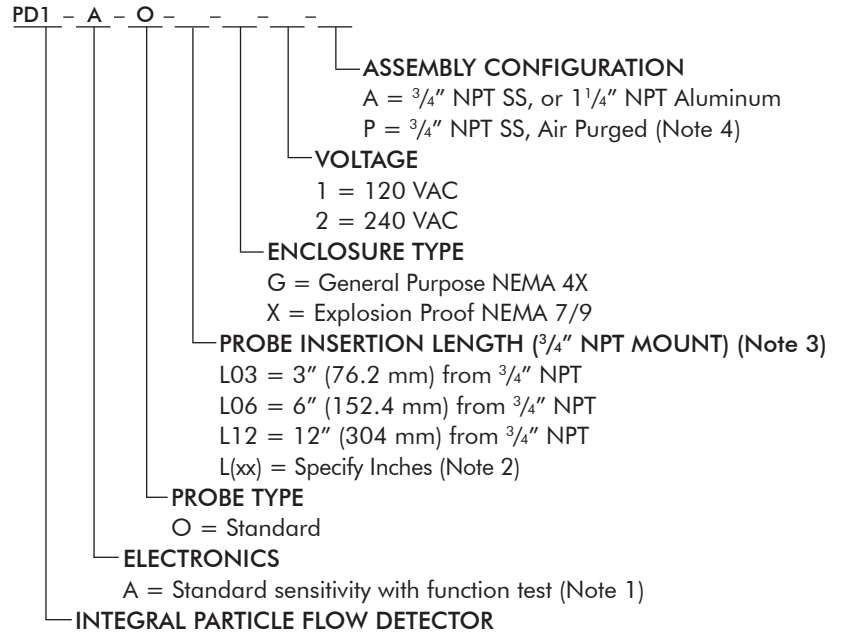 PD1 – A – O – – – –
ASSEMBLY CONFIGURATION
A = 3/4″ NPT SS, or 1 1/4″ NPT Aluminum
P = 3/4″ NPT SS, Air Purged (Note 4)
VOLTAGE
1 = 120 VAC
2 = 240 VAC
ENCLOSURE TYPE
G = General Purpose NEMA 4X
X = Explosion Proof NEMA 7/9
PROBE INSERTION LENGTH (3/4″ NPT MOUNT) (Note 3)
L03 = 3″ (76.2 mm) from 3/4″ NPT
L06 = 6″ (152.4 mm) from 3/4″ NPT
L12 = 12″ (304 mm) from 3/4″ NPT
L(xx) = Specify Inches (Note 2)
PROBE TYPE
O = Standard
ELECTRONICS
A = Standard sensitivity with function test (Note 1)
INTEGRAL PARTICLE FLOW DETECTOR